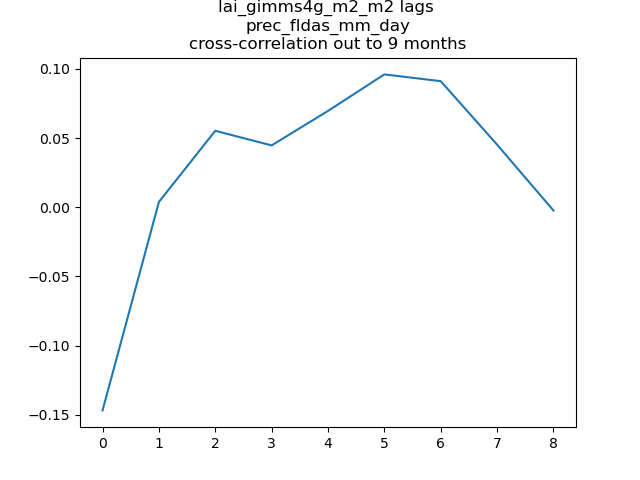 lai_gimms4g_m2_m2 lags
prec_fldas_mm_day
cross-correlation out to 9 months
0.10
0.05
0.00
−0.05
−0.10
−0.15
0 1 2 3 4 5 6 7 8